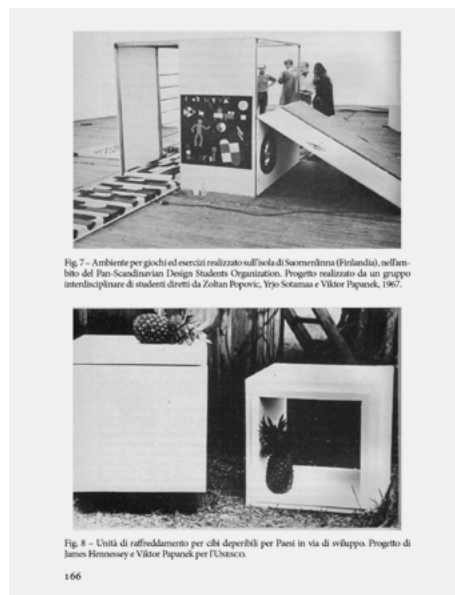 Fig. 7 – Ambiente per giochi ed esercizi realizzato sull'isola di Suomenlinna (Finlandia), nell'am-
bito del Pan-Scandinavian Design Students Organization. Progetto realizzato da un gruppo
interdisciplinare di studenti diretti da Zoltan Popovic, Yrjo Sotamaa e Viktor Papanek, 1967.
Fig. 8 – Unità di raffreddamento per cibi deperibili per Paesi in via di sviluppo. Progetto di
James Hennessey e Viktor Papanek per l'UNESCO.
166